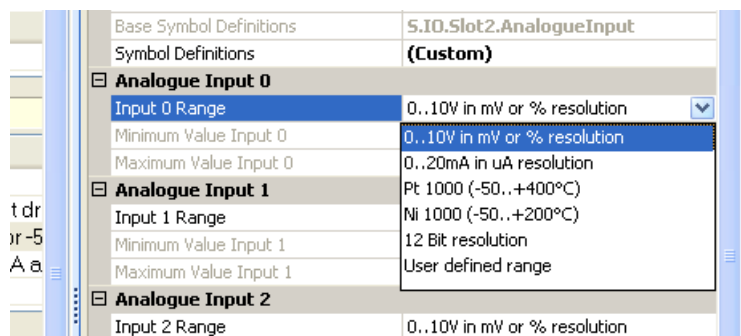 Base Symbol Definitions S.IO.Slot2.AnalogueInput
Symbol Definitions (Custom)
Analogue Input 0
Input 0 Range 0..10V in mV or % resolution
Minimum Value Input 0 0..10V in mV or % resolution
Maximum Value Input 0 0..20mA in uA resolution
Analogue Input 1 Pt 1000 (-50..+400°C)
t dr Input 1 Range Ni 1000 (-50..+200°C)
or -5 Minimum Value Input 1 12 Bit resolution
A a Maximum Value Input 1 User defined range
Analogue Input 2
Input 2 Range 0..10V in mV or % resolution